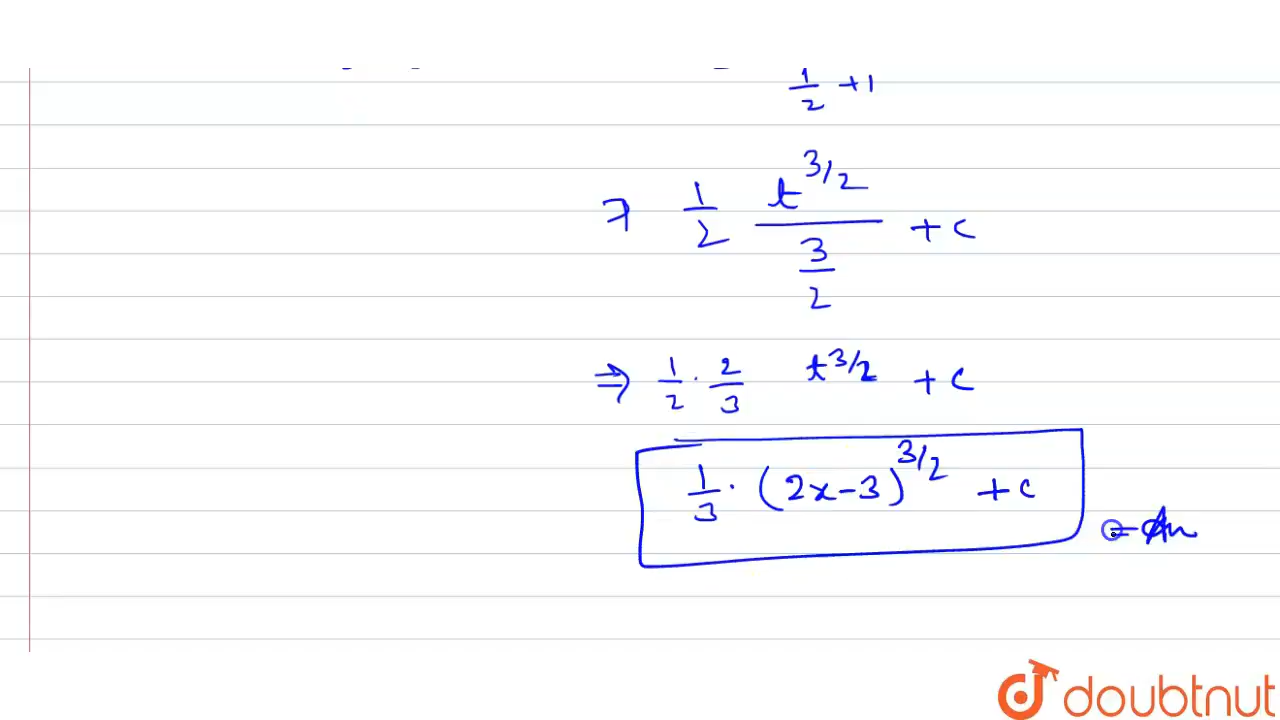 1/2 + 1
⇒ 1/2 t^3/2 / 3/2 + c
⇒ 1/2 · 2/3 t^3/2 + c
1/3 · (2x-3)^3/2 + c
= An
doubtnut